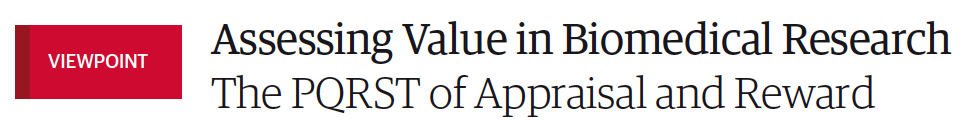 VIEWPOINT
Assessing Value in Biomedical Research
The PQRST of Appraisal and Reward